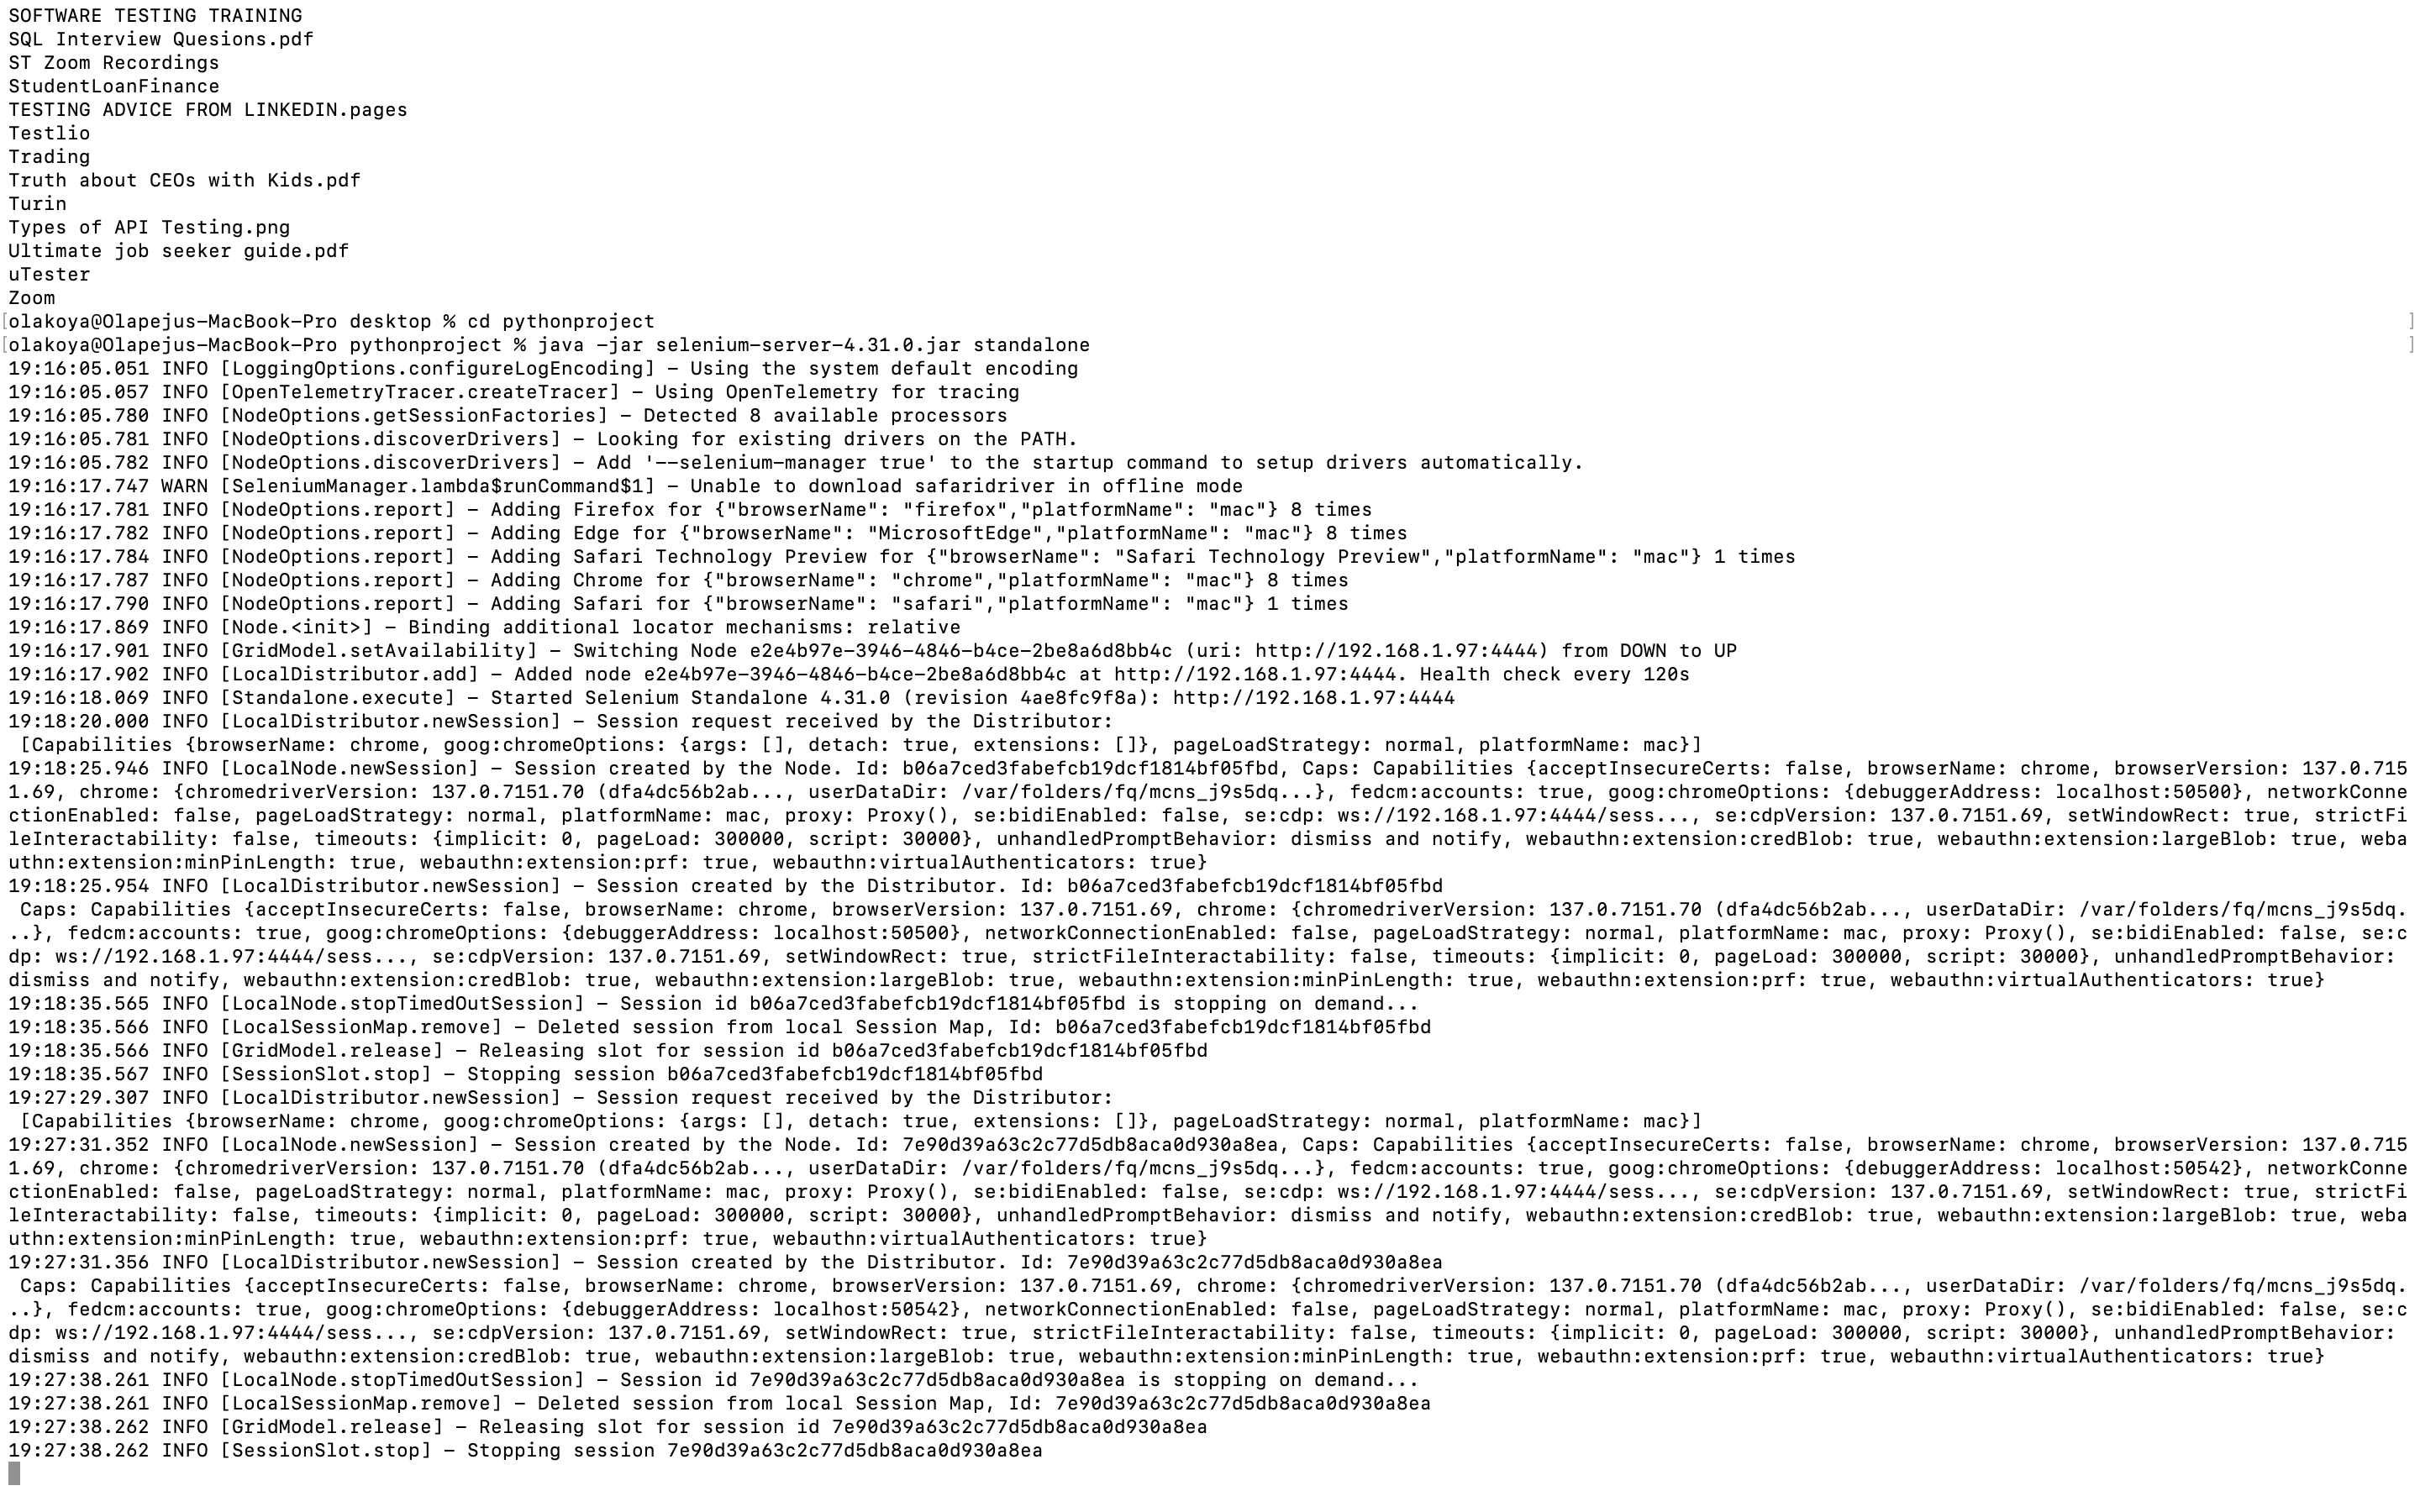 SOFTWARE TESTING TRAINING
SQL Interview Quesions.pdf
ST Zoom Recordings
StudentLoanFinance
TESTING ADVICE FROM LINKEDIN.pages
Testlio
Trading
Truth about CEOs with Kids.pdf
Turin
Types of API Testing.png
Ultimate job seeker guide.pdf
uTester
Zoom
[olakoya@Olapejus-MacBook-Pro desktop % cd pythonproject ]
[olakoya@Olapejus-MacBook-Pro pythonproject % java -jar selenium-server-4.31.0.jar standalone ]
19:16:05.051 INFO [LoggingOptions.configureLogEncoding] - Using the system default encoding
19:16:05.057 INFO [OpenTelemetryTracer.createTracer] - Using OpenTelemetry for tracing
19:16:05.780 INFO [NodeOptions.getSessionFactories] - Detected 8 available processors
19:16:05.781 INFO [NodeOptions.discoverDrivers] - Looking for existing drivers on the PATH.
19:16:05.782 INFO [NodeOptions.discoverDrivers] - Add '--selenium-manager true' to the startup command to setup drivers automatically.
19:16:17.747 WARN [SeleniumManager.lambda$runCommand$1] - Unable to download safaridriver in offline mode
19:16:17.781 INFO [NodeOptions.report] - Adding Firefox for {"browserName": "firefox","platformName": "mac"} 8 times
19:16:17.782 INFO [NodeOptions.report] - Adding Edge for {"browserName": "MicrosoftEdge","platformName": "mac"} 8 times
19:16:17.784 INFO [NodeOptions.report] - Adding Safari Technology Preview for {"browserName": "Safari Technology Preview","platformName": "mac"} 1 times
19:16:17.787 INFO [NodeOptions.report] - Adding Chrome for {"browserName": "chrome","platformName": "mac"} 8 times
19:16:17.790 INFO [NodeOptions.report] - Adding Safari for {"browserName": "safari","platformName": "mac"} 1 times
19:16:17.869 INFO [Node.<init>] - Binding additional locator mechanisms: relative
19:16:17.901 INFO [GridModel.setAvailability] - Switching Node e2e4b97e-3946-4846-b4ce-2be8a6d8bb4c (uri: http://192.168.1.97:4444) from DOWN to UP
19:16:17.902 INFO [LocalDistributor.add] - Added node e2e4b97e-3946-4846-b4ce-2be8a6d8bb4c at http://192.168.1.97:4444. Health check every 120s
19:16:18.069 INFO [Standalone.execute] - Started Selenium Standalone 4.31.0 (revision 4ae8fc9f8a): http://192.168.1.97:4444
19:18:20.000 INFO [LocalDistributor.newSession] - Session request received by the Distributor:
 [Capabilities {browserName: chrome, goog:chromeOptions: {args: [], detach: true, extensions: []}, pageLoadStrategy: normal, platformName: mac}]
19:18:25.946 INFO [LocalNode.newSession] - Session created by the Node. Id: b06a7ced3fabefcb19dcf1814bf05fbd, Caps: Capabilities {acceptInsecureCerts: false, browserName: chrome, browserVersion: 137.0.715
1.69, chrome: {chromedriverVersion: 137.0.7151.70 (dfa4dc56b2ab..., userDataDir: /var/folders/fq/mcns_j9s5dq...}, fedcm:accounts: true, goog:chromeOptions: {debuggerAddress: localhost:50500}, networkConne
ctionEnabled: false, pageLoadStrategy: normal, platformName: mac, proxy: Proxy(), se:bidiEnabled: false, se:cdp: ws://192.168.1.97:4444/sess..., se:cdpVersion: 137.0.7151.69, setWindowRect: true, strictFi
leInteractability: false, timeouts: {implicit: 0, pageLoad: 300000, script: 30000}, unhandledPromptBehavior: dismiss and notify, webauthn:extension:credBlob: true, webauthn:extension:largeBlob: true, weba
uthn:extension:minPinLength: true, webauthn:extension:prf: true, webauthn:virtualAuthenticators: true}
19:18:25.954 INFO [LocalDistributor.newSession] - Session created by the Distributor. Id: b06a7ced3fabefcb19dcf1814bf05fbd
 Caps: Capabilities {acceptInsecureCerts: false, browserName: chrome, browserVersion: 137.0.7151.69, chrome: {chromedriverVersion: 137.0.7151.70 (dfa4dc56b2ab..., userDataDir: /var/folders/fq/mcns_j9s5dq.
..}, fedcm:accounts: true, goog:chromeOptions: {debuggerAddress: localhost:50500}, networkConnectionEnabled: false, pageLoadStrategy: normal, platformName: mac, proxy: Proxy(), se:bidiEnabled: false, se:c
dp: ws://192.168.1.97:4444/sess..., se:cdpVersion: 137.0.7151.69, setWindowRect: true, strictFileInteractability: false, timeouts: {implicit: 0, pageLoad: 300000, script: 30000}, unhandledPromptBehavior:
dismiss and notify, webauthn:extension:credBlob: true, webauthn:extension:largeBlob: true, webauthn:extension:minPinLength: true, webauthn:extension:prf: true, webauthn:virtualAuthenticators: true}
19:18:35.565 INFO [LocalNode.stopTimedOutSession] - Session id b06a7ced3fabefcb19dcf1814bf05fbd is stopping on demand...
19:18:35.566 INFO [LocalSessionMap.remove] - Deleted session from local Session Map, Id: b06a7ced3fabefcb19dcf1814bf05fbd
19:18:35.566 INFO [GridModel.release] - Releasing slot for session id b06a7ced3fabefcb19dcf1814bf05fbd
19:18:35.567 INFO [SessionSlot.stop] - Stopping session b06a7ced3fabefcb19dcf1814bf05fbd
19:27:29.307 INFO [LocalDistributor.newSession] - Session request received by the Distributor:
 [Capabilities {browserName: chrome, goog:chromeOptions: {args: [], detach: true, extensions: []}, pageLoadStrategy: normal, platformName: mac}]
19:27:31.352 INFO [LocalNode.newSession] - Session created by the Node. Id: 7e90d39a63c2c77d5db8aca0d930a8ea, Caps: Capabilities {acceptInsecureCerts: false, browserName: chrome, browserVersion: 137.0.715
1.69, chrome: {chromedriverVersion: 137.0.7151.70 (dfa4dc56b2ab..., userDataDir: /var/folders/fq/mcns_j9s5dq...}, fedcm:accounts: true, goog:chromeOptions: {debuggerAddress: localhost:50542}, networkConne
ctionEnabled: false, pageLoadStrategy: normal, platformName: mac, proxy: Proxy(), se:bidiEnabled: false, se:cdp: ws://192.168.1.97:4444/sess..., se:cdpVersion: 137.0.7151.69, setWindowRect: true, strictFi
leInteractability: false, timeouts: {implicit: 0, pageLoad: 300000, script: 30000}, unhandledPromptBehavior: dismiss and notify, webauthn:extension:credBlob: true, webauthn:extension:largeBlob: true, weba
uthn:extension:minPinLength: true, webauthn:extension:prf: true, webauthn:virtualAuthenticators: true}
19:27:31.356 INFO [LocalDistributor.newSession] - Session created by the Distributor. Id: 7e90d39a63c2c77d5db8aca0d930a8ea
 Caps: Capabilities {acceptInsecureCerts: false, browserName: chrome, browserVersion: 137.0.7151.69, chrome: {chromedriverVersion: 137.0.7151.70 (dfa4dc56b2ab..., userDataDir: /var/folders/fq/mcns_j9s5dq.
..}, fedcm:accounts: true, goog:chromeOptions: {debuggerAddress: localhost:50542}, networkConnectionEnabled: false, pageLoadStrategy: normal, platformName: mac, proxy: Proxy(), se:bidiEnabled: false, se:c
dp: ws://192.168.1.97:4444/sess..., se:cdpVersion: 137.0.7151.69, setWindowRect: true, strictFileInteractability: false, timeouts: {implicit: 0, pageLoad: 300000, script: 30000}, unhandledPromptBehavior:
dismiss and notify, webauthn:extension:credBlob: true, webauthn:extension:largeBlob: true, webauthn:extension:minPinLength: true, webauthn:extension:prf: true, webauthn:virtualAuthenticators: true}
19:27:38.261 INFO [LocalNode.stopTimedOutSession] - Session id 7e90d39a63c2c77d5db8aca0d930a8ea is stopping on demand...
19:27:38.261 INFO [LocalSessionMap.remove] - Deleted session from local Session Map, Id: 7e90d39a63c2c77d5db8aca0d930a8ea
19:27:38.262 INFO [GridModel.release] - Releasing slot for session id 7e90d39a63c2c77d5db8aca0d930a8ea
19:27:38.262 INFO [SessionSlot.stop] - Stopping session 7e90d39a63c2c77d5db8aca0d930a8ea